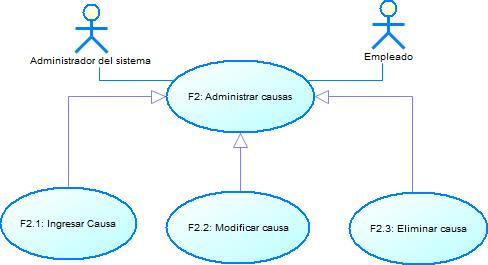 Administrador del sistema
Empleado
F2: Administrar causas
F2.1: Ingresar Causa
F2.2: Modificar causa
F2.3: Eliminar causa